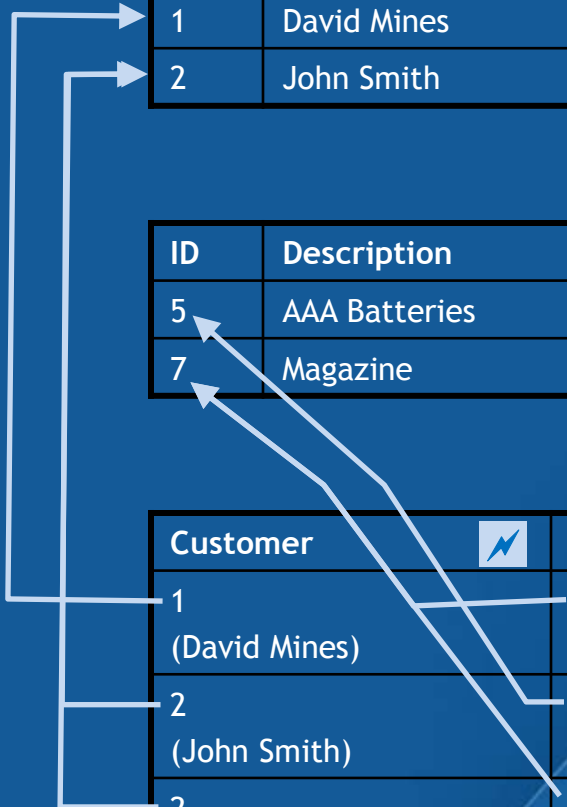 1 David Mines
2 John Smith
ID Description
5 AAA Batteries
7 Magazine
Customer
1
(David Mines)
2
(John Smith)